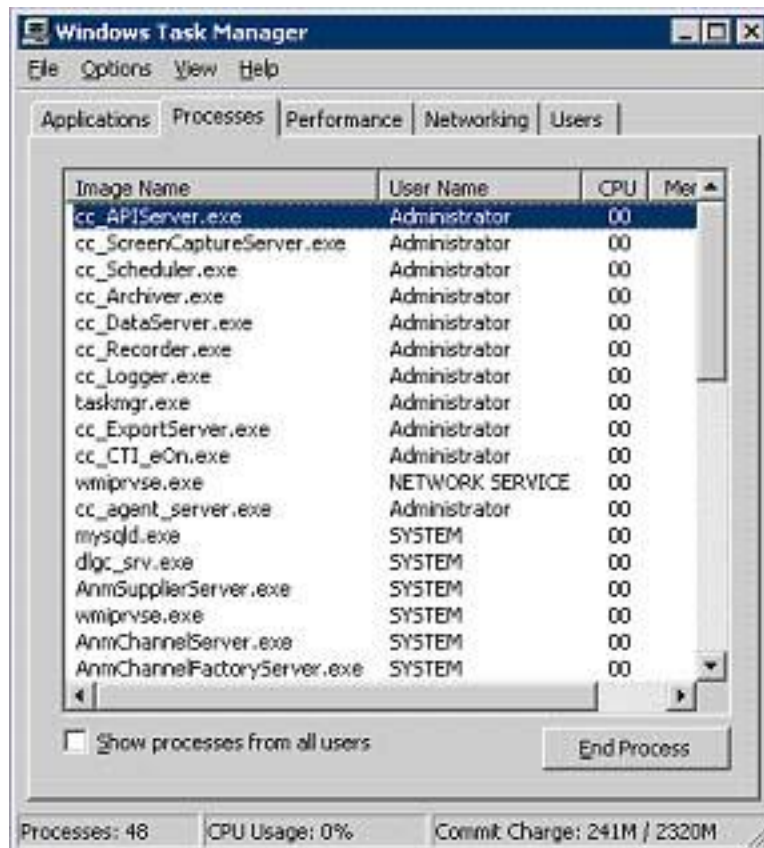 Windows Task Manager
File Options View Help
Applications Processes Performance Networking Users
Image Name User Name CPU Mer
cc_APIServer.exe Administrator 00
cc_ScreenCaptureServer.exe Administrator 00
cc_Scheduler.exe Administrator 00
cc_Archiver.exe Administrator 00
cc_DataServer.exe Administrator 00
cc_Recorder.exe Administrator 00
cc_Logger.exe Administrator 00
taskmgr.exe Administrator 00
cc_ExportServer.exe Administrator 00
cc_CTI_eOn.exe Administrator 00
wmiprvse.exe NETWORK SERVICE 00
cc_agent_server.exe Administrator 00
mysqld.exe SYSTEM 00
dlgc_srv.exe SYSTEM 00
AnmSupplierServer.exe SYSTEM 00
wmiprvse.exe SYSTEM 00
AnmChannelServer.exe SYSTEM 00
AnmChannelFactoryServer.exe SYSTEM 00
Show processes from all users
End Process
Processes: 48 CPU Usage: 0% Commit Charge: 241M / 2320M